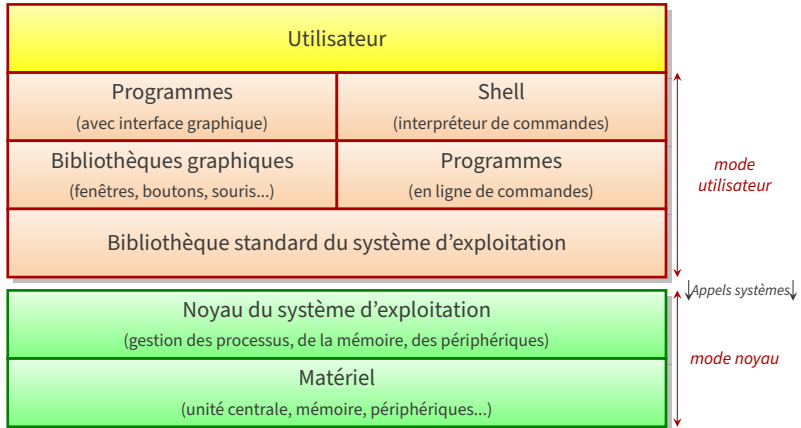 Utilisateur
Programmes
(avec interface graphique)
Shell
(interpréteur de commandes)
Bibliothèques graphiques
(fenêtres, boutons, souris...)
Programmes
(en ligne de commandes)
Bibliothèque standard du système d'exploitation
mode
utilisateur
Appels systèmes
Noyau du système d'exploitation
(gestion des processus, de la mémoire, des périphériques)
Matériel
(unité centrale, mémoire, périphériques...)
mode noyau